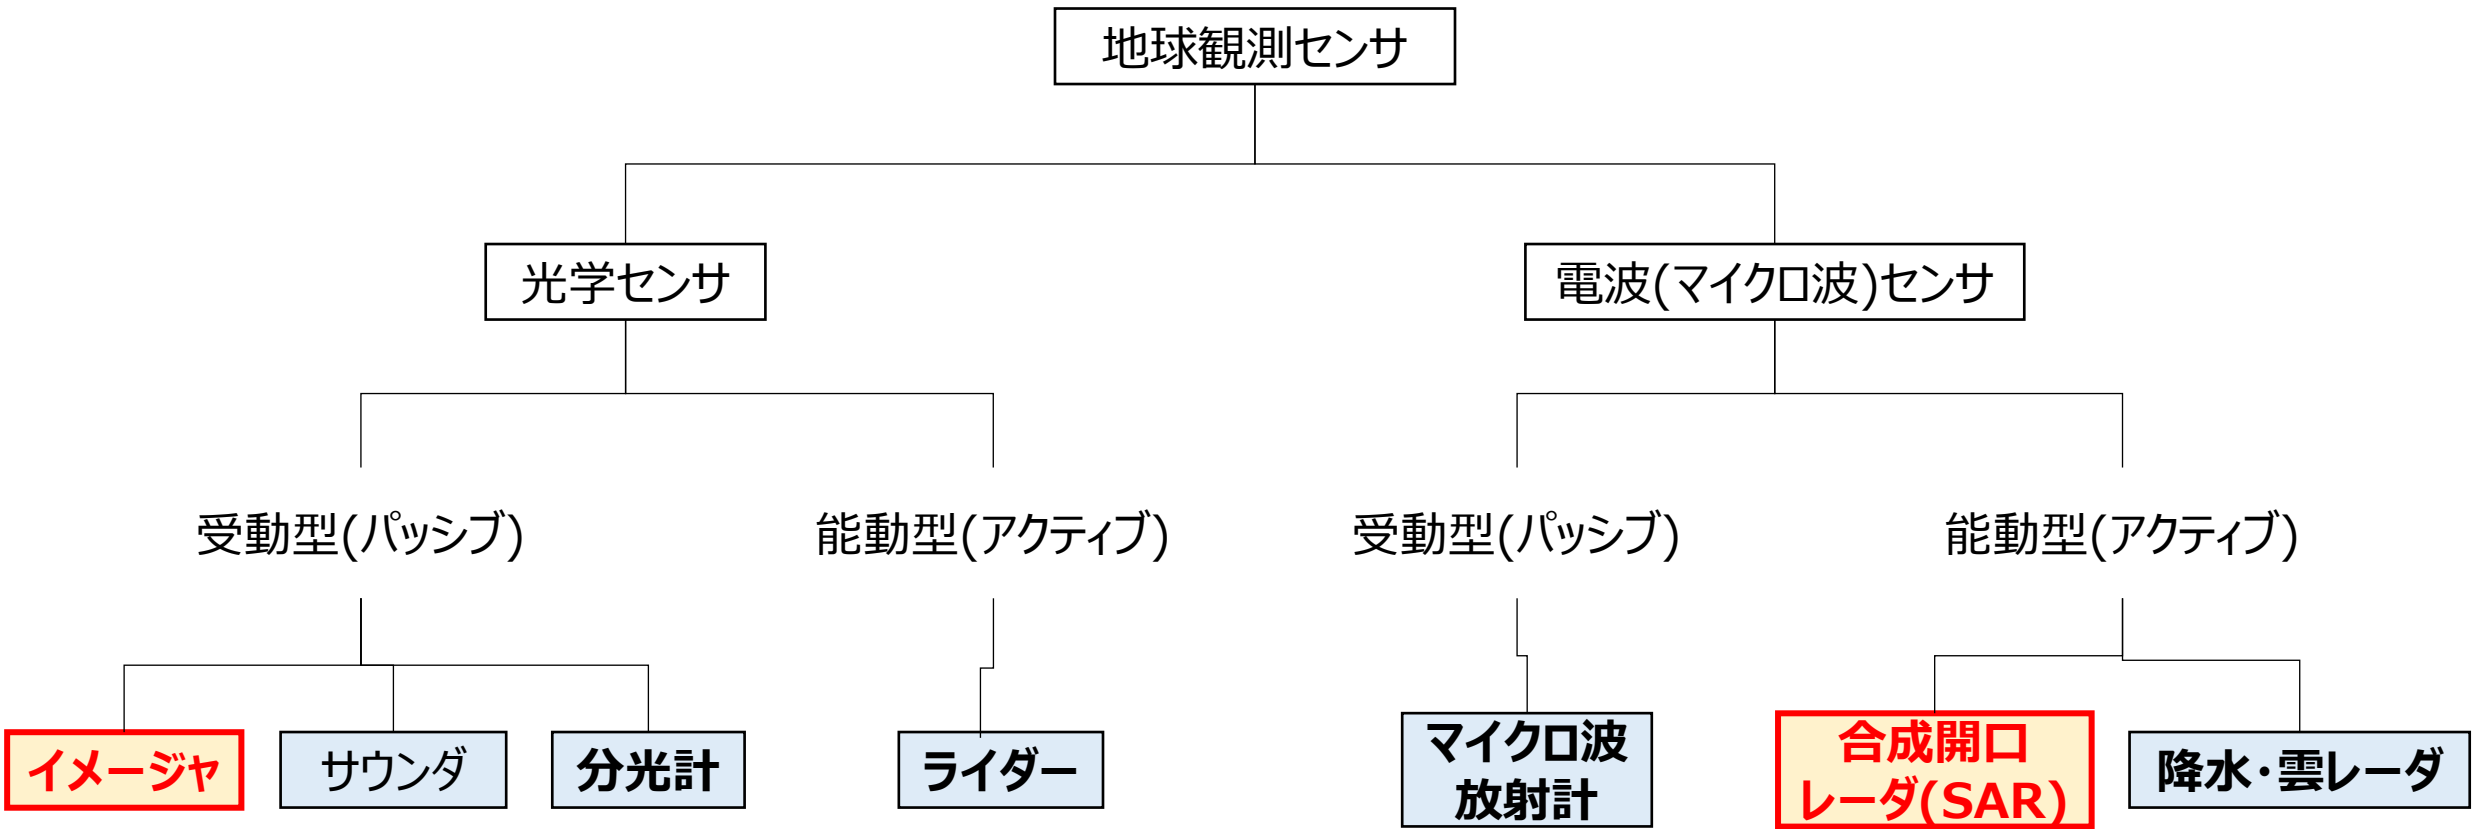 地球観測センサ
光学センサ
電波(マイクロ波)センサ
受動型(パッシブ)
能動型(アクティブ)
受動型(パッシブ)
能動型(アクティブ)
イメージャ
サウンダ
分光計
ライダー
マイクロ波
放射計
合成開口
レーダ(SAR)
降水・雲レーダ